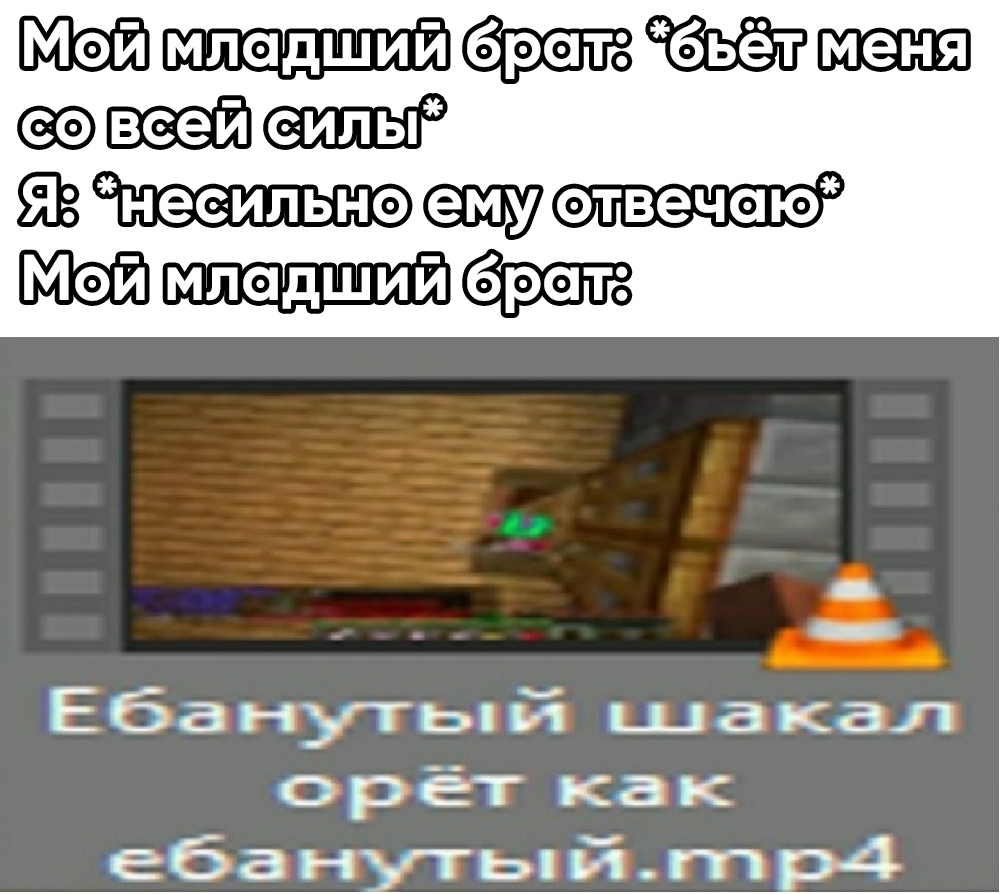 Мой младший брат: *бьёт меня
со всей силы*
Я: *несильно ему отвечаю*
Мой младший брат:
Ебанутый шакал
орёт как
ебанутый.mp4